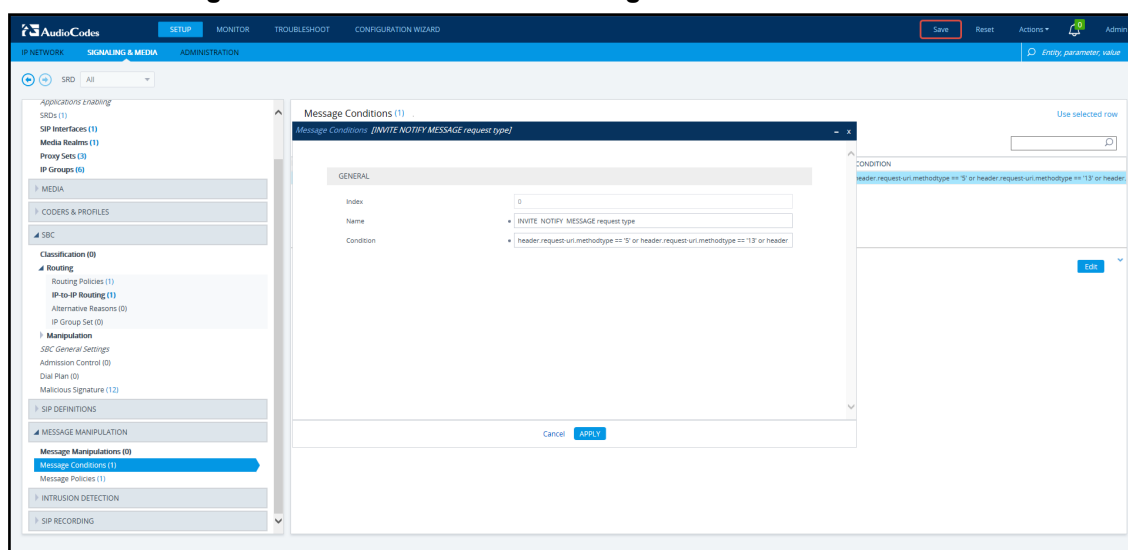 AudioCodes SETUP MONITOR TROUBLESHOOT CONFIGURATION WIZARD Save Reset Actions 0 Admin
IP NETWORK SIGNALING & MEDIA ADMINISTRATION Entity, parameter, value
SRD All
Applications Enabling
SRDs (1)
SIP Interfaces (1)
Media Realms (1)
Proxy Sets (3)
IP Groups (6)
MEDIA
CODERS & PROFILES
SBC
Classification (0)
Routing
Routing Policies (1)
IP-to-IP Routing (1)
Alternative Reasons (0)
IP Group Set (0)
Manipulation
SBC General Settings
Admission Control (0)
Dial Plan (0)
Malicious Signature (12)
SIP DEFINITIONS
MESSAGE MANIPULATION
Message Manipulations (0)
Message Conditions (1)
Message Policies (1)
INTRUSION DETECTION
SIP RECORDING
Message Conditions (1)
Use selected row
Message Conditions [INVITE NOTIFY MESSAGE request type] – x
CONDITION
header.request-uri.methodtype == '5' or header.request-uri.methodtype == '13' or header.
GENERAL
Index 0
Name INVITE NOTIFY MESSAGE request type
Condition header.request-uri.methodtype == '5' or header.request-uri.methodtype == '13' or header
Edit
Cancel APPLY